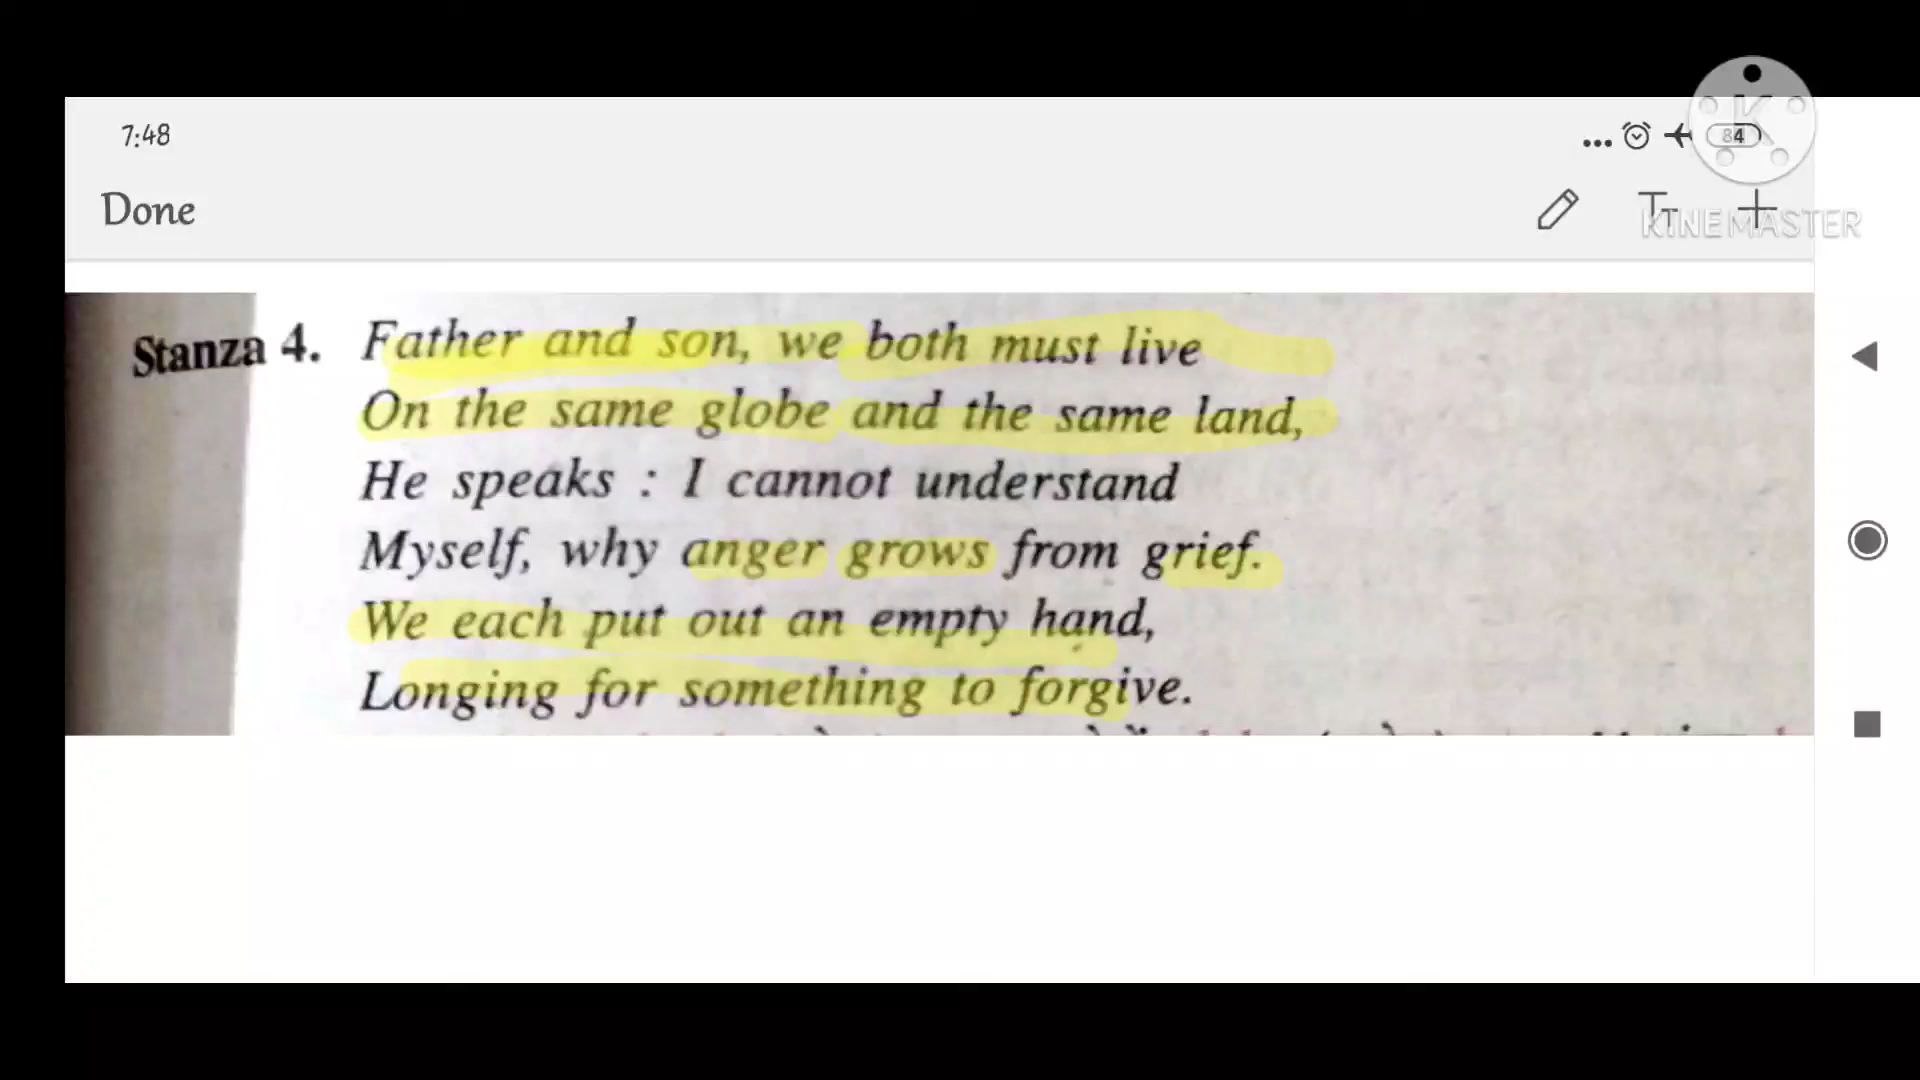 7:48
84
Done
KINEMASTER
Stanza 4. Father and son, we both must live
On the same globe and the same land,
He speaks : I cannot understand
Myself, why anger grows from grief.
We each put out an empty hand,
Longing for something to forgive.